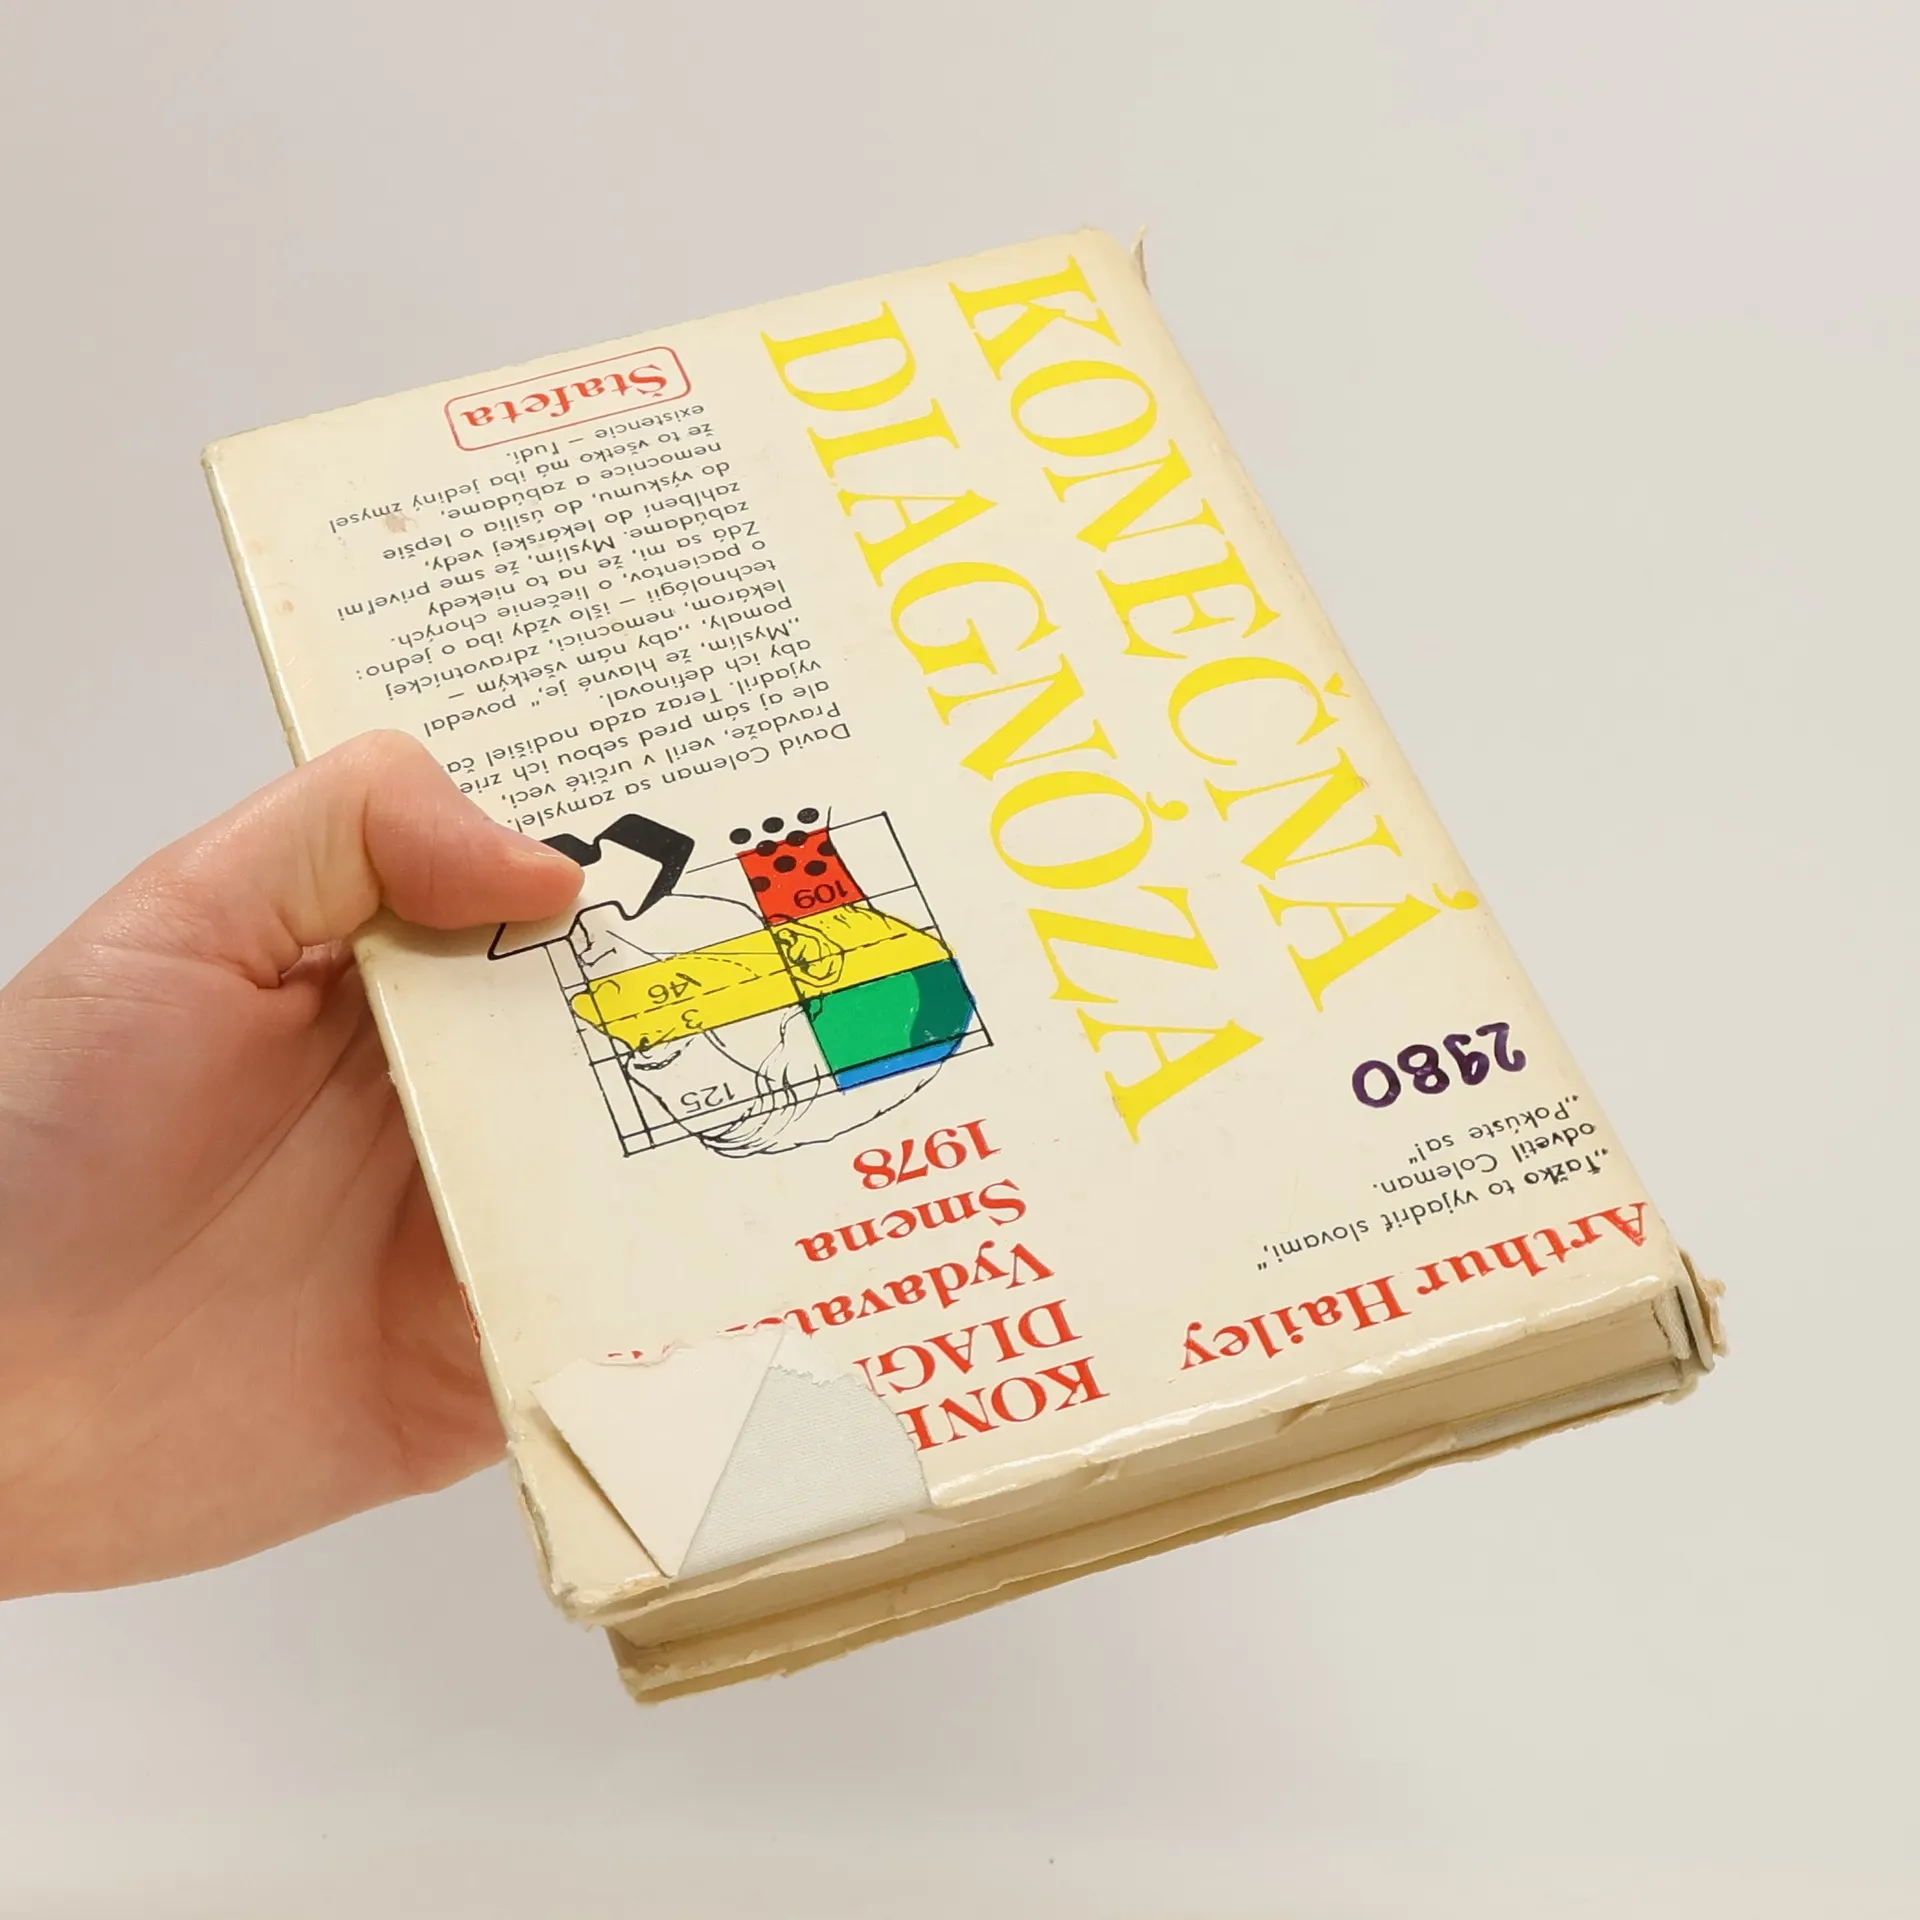 Arthur Hailey
„Ťažko to vyjadriť slovami,“
odvetil Coleman.
„Pokúste sa!“
2980
KONEČNÁ
DIAGNÓZA
DIAG
Vydavate
Smena
1978
125
3
46
109
David Coleman sa zamyslel.
Pravdaže, veril v určité veci,
ale aj sám pred sebou ich zrie
vyjadril. Teraz azda nadišiel ča
aby ich definoval.
„Myslím, že hlavné je,“ povedal
pomaly, „aby nám všetkým –
lekárom, nemocnici, zdravotníckej
technológii – išlo vždy iba o jedno:
o pacientov, o liečenie chorých.
Zdá sa mi, že na to niekedy
zabúdame. Myslím, že sme priveľmi
zahĺbení do lekárskej vedy,
do výskumu, do úsilia o lepšie
nemocnice a zabúdame,
že to všetko má iba jediný zmysel
existencie – ľudí.
Štafeta